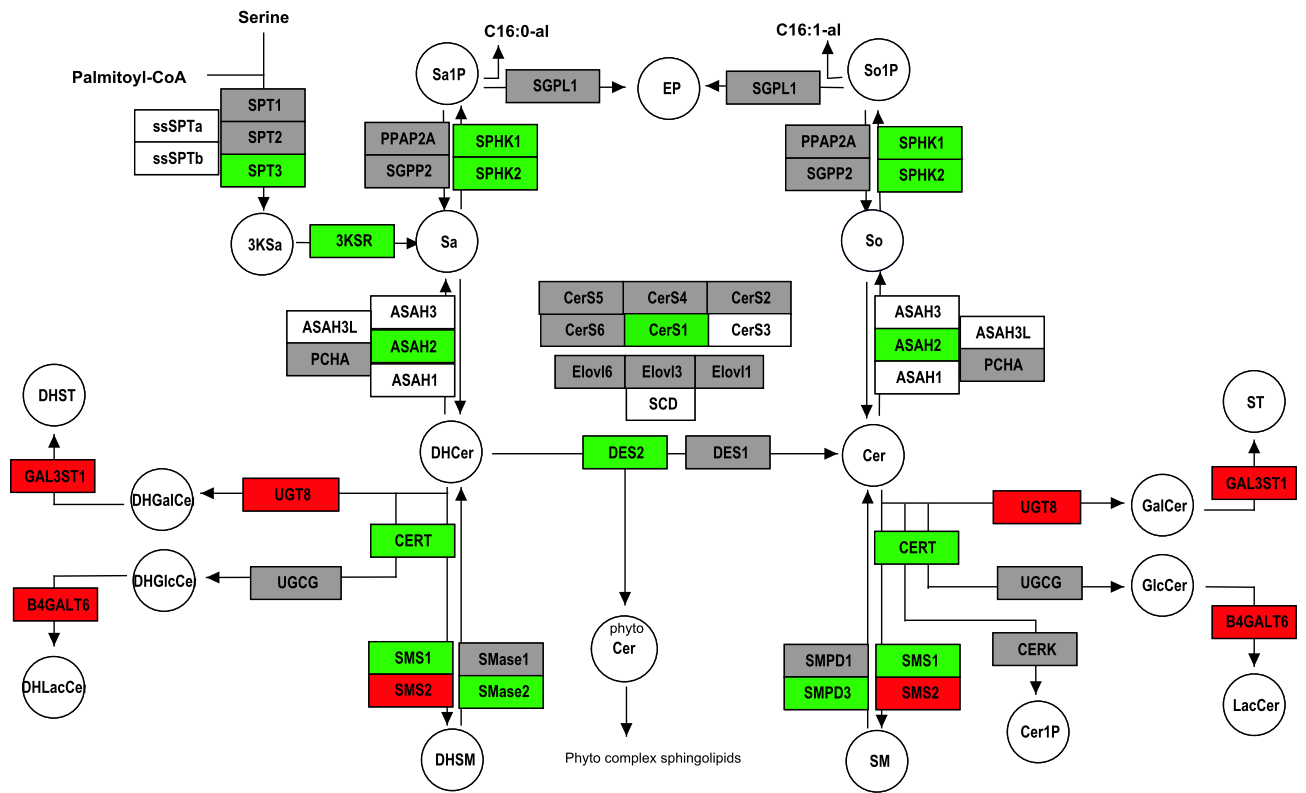 Serine
C16:0-al
C16:1-al
Palmitoyl-CoA
Sa1P
SGPL1
EP
SGPL1
So1P
SPT1
ssSPTa
SPT2
ssSPTb
SPT3
PPAP2A
SPHK1
SGPP2
SPHK2
PPAP2A
SPHK1
SGPP2
SPHK2
3KSa
3KSR
Sa
So
CerS5
CerS4
CerS2
CerS6
CerS1
CerS3
Elovl6
Elovl3
Elovl1
SCD
ASAH3
ASAH3L
ASAH2
PCHA
ASAH1
ASAH3
ASAH3L
ASAH2
PCHA
ASAH1
DHST
ST
DHCer
DES2
DES1
Cer
GAL3ST1
DHGalCer
UGT8
UGT8
GalCer
GAL3ST1
CERT
CERT
DHGlcCer
UGCG
UGCG
GlcCer
B4GALT6
B4GALT6
phyto
Cer
SMS1
SMase1
SMS2
SMase2
SMPD1
SMS1
SMPD3
SMS2
CERK
DHLacCer
LacCer
Cer1P
DHSM
Phyto complex sphingolipids
SM